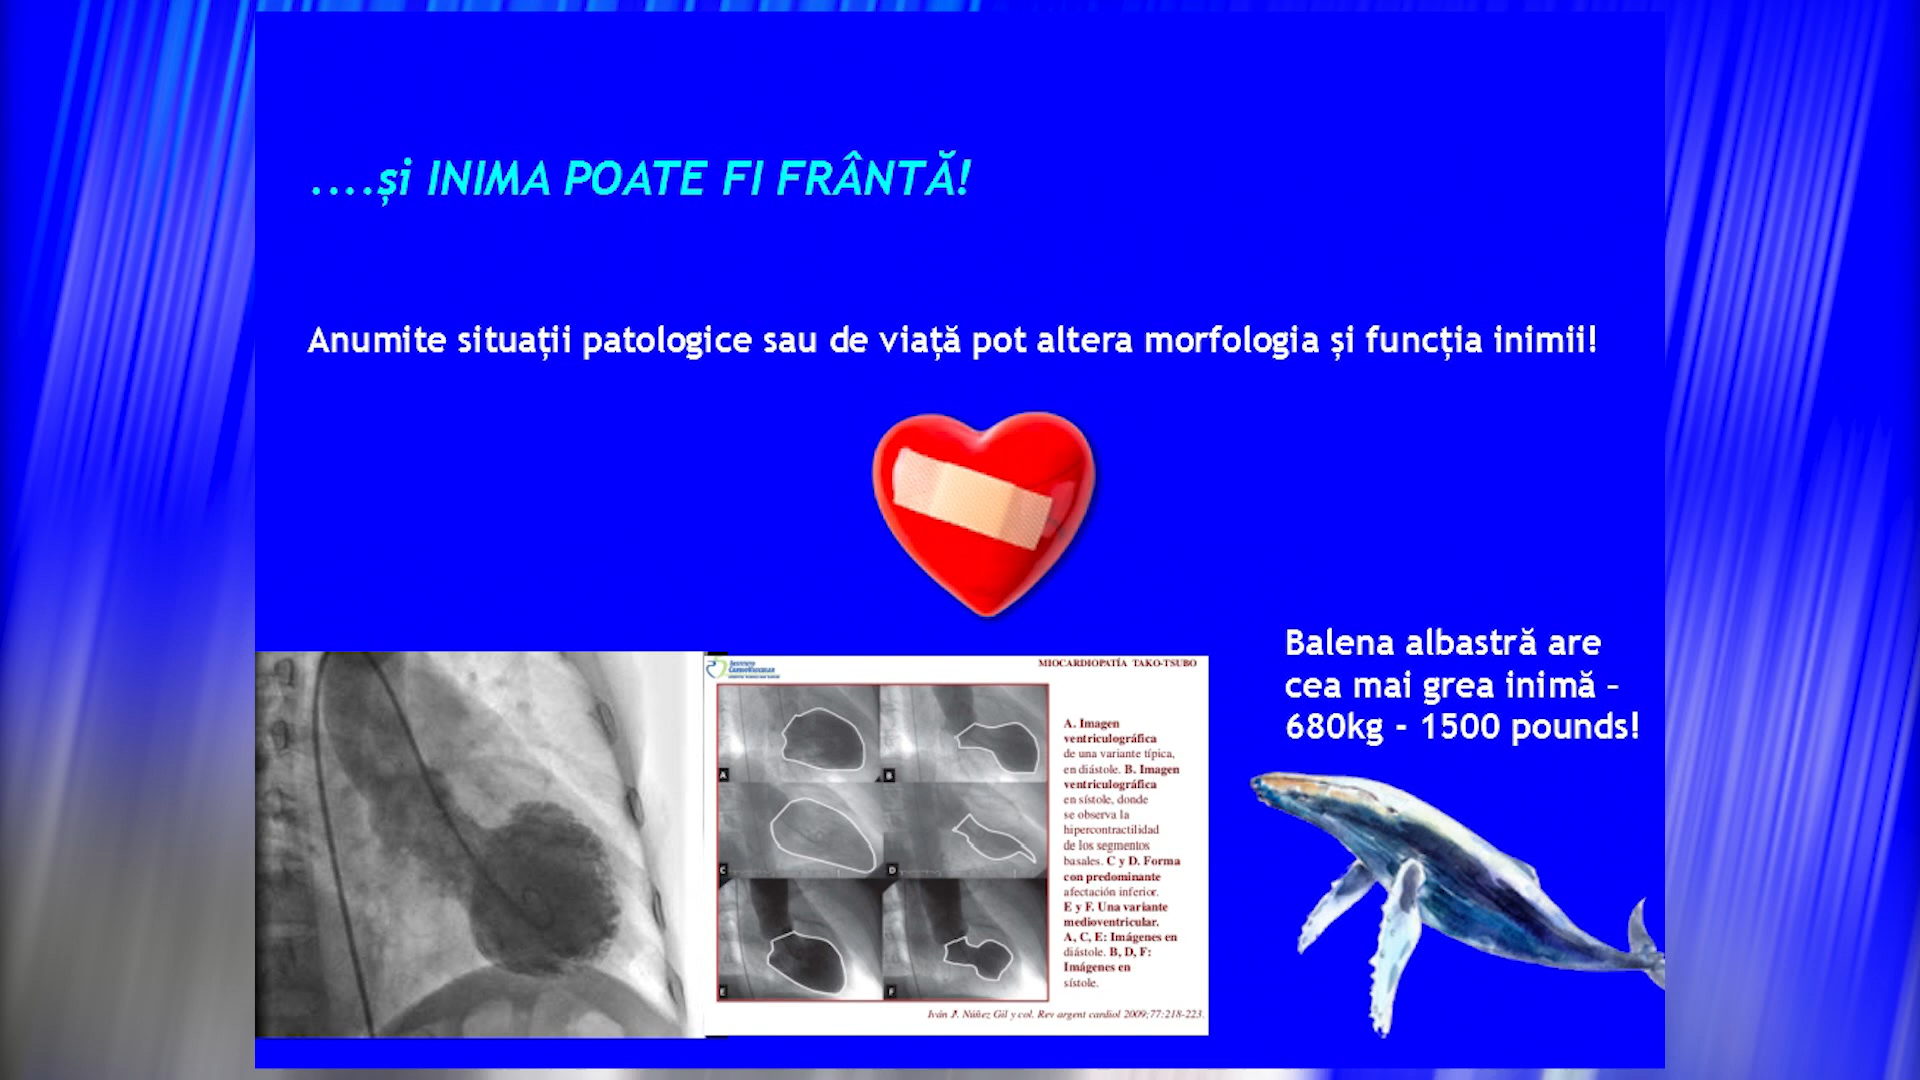 ....și INIMA POATE FI FRÂNTĂ!
Anumite situații patologice sau de viață pot altera morfologia și funcția inimii!
Balena albastră are
cea mai grea inimă –
680kg - 1500 pounds!
INSTITUTO
CARDIOVASCULAR
MIOCARDIOPATÍA TAKO-TSUBO
A
B
C
D
E
F
A. Imagen
ventriculográfica
de una variante típica,
en diástole. B. Imagen
ventriculográfica
en sístole, donde
se observa la
hipercontractilidad
de los segmentos
basales. C y D. Forma
con predominante
afectación inferior.
E y F. Una variante
medioventricular.
A, C, E: Imágenes en
diástole. B, D, F:
Imágenes en
sístole.
Iván J. Núñez Gil y col. Rev argent cardiol 2009;77:218-223.